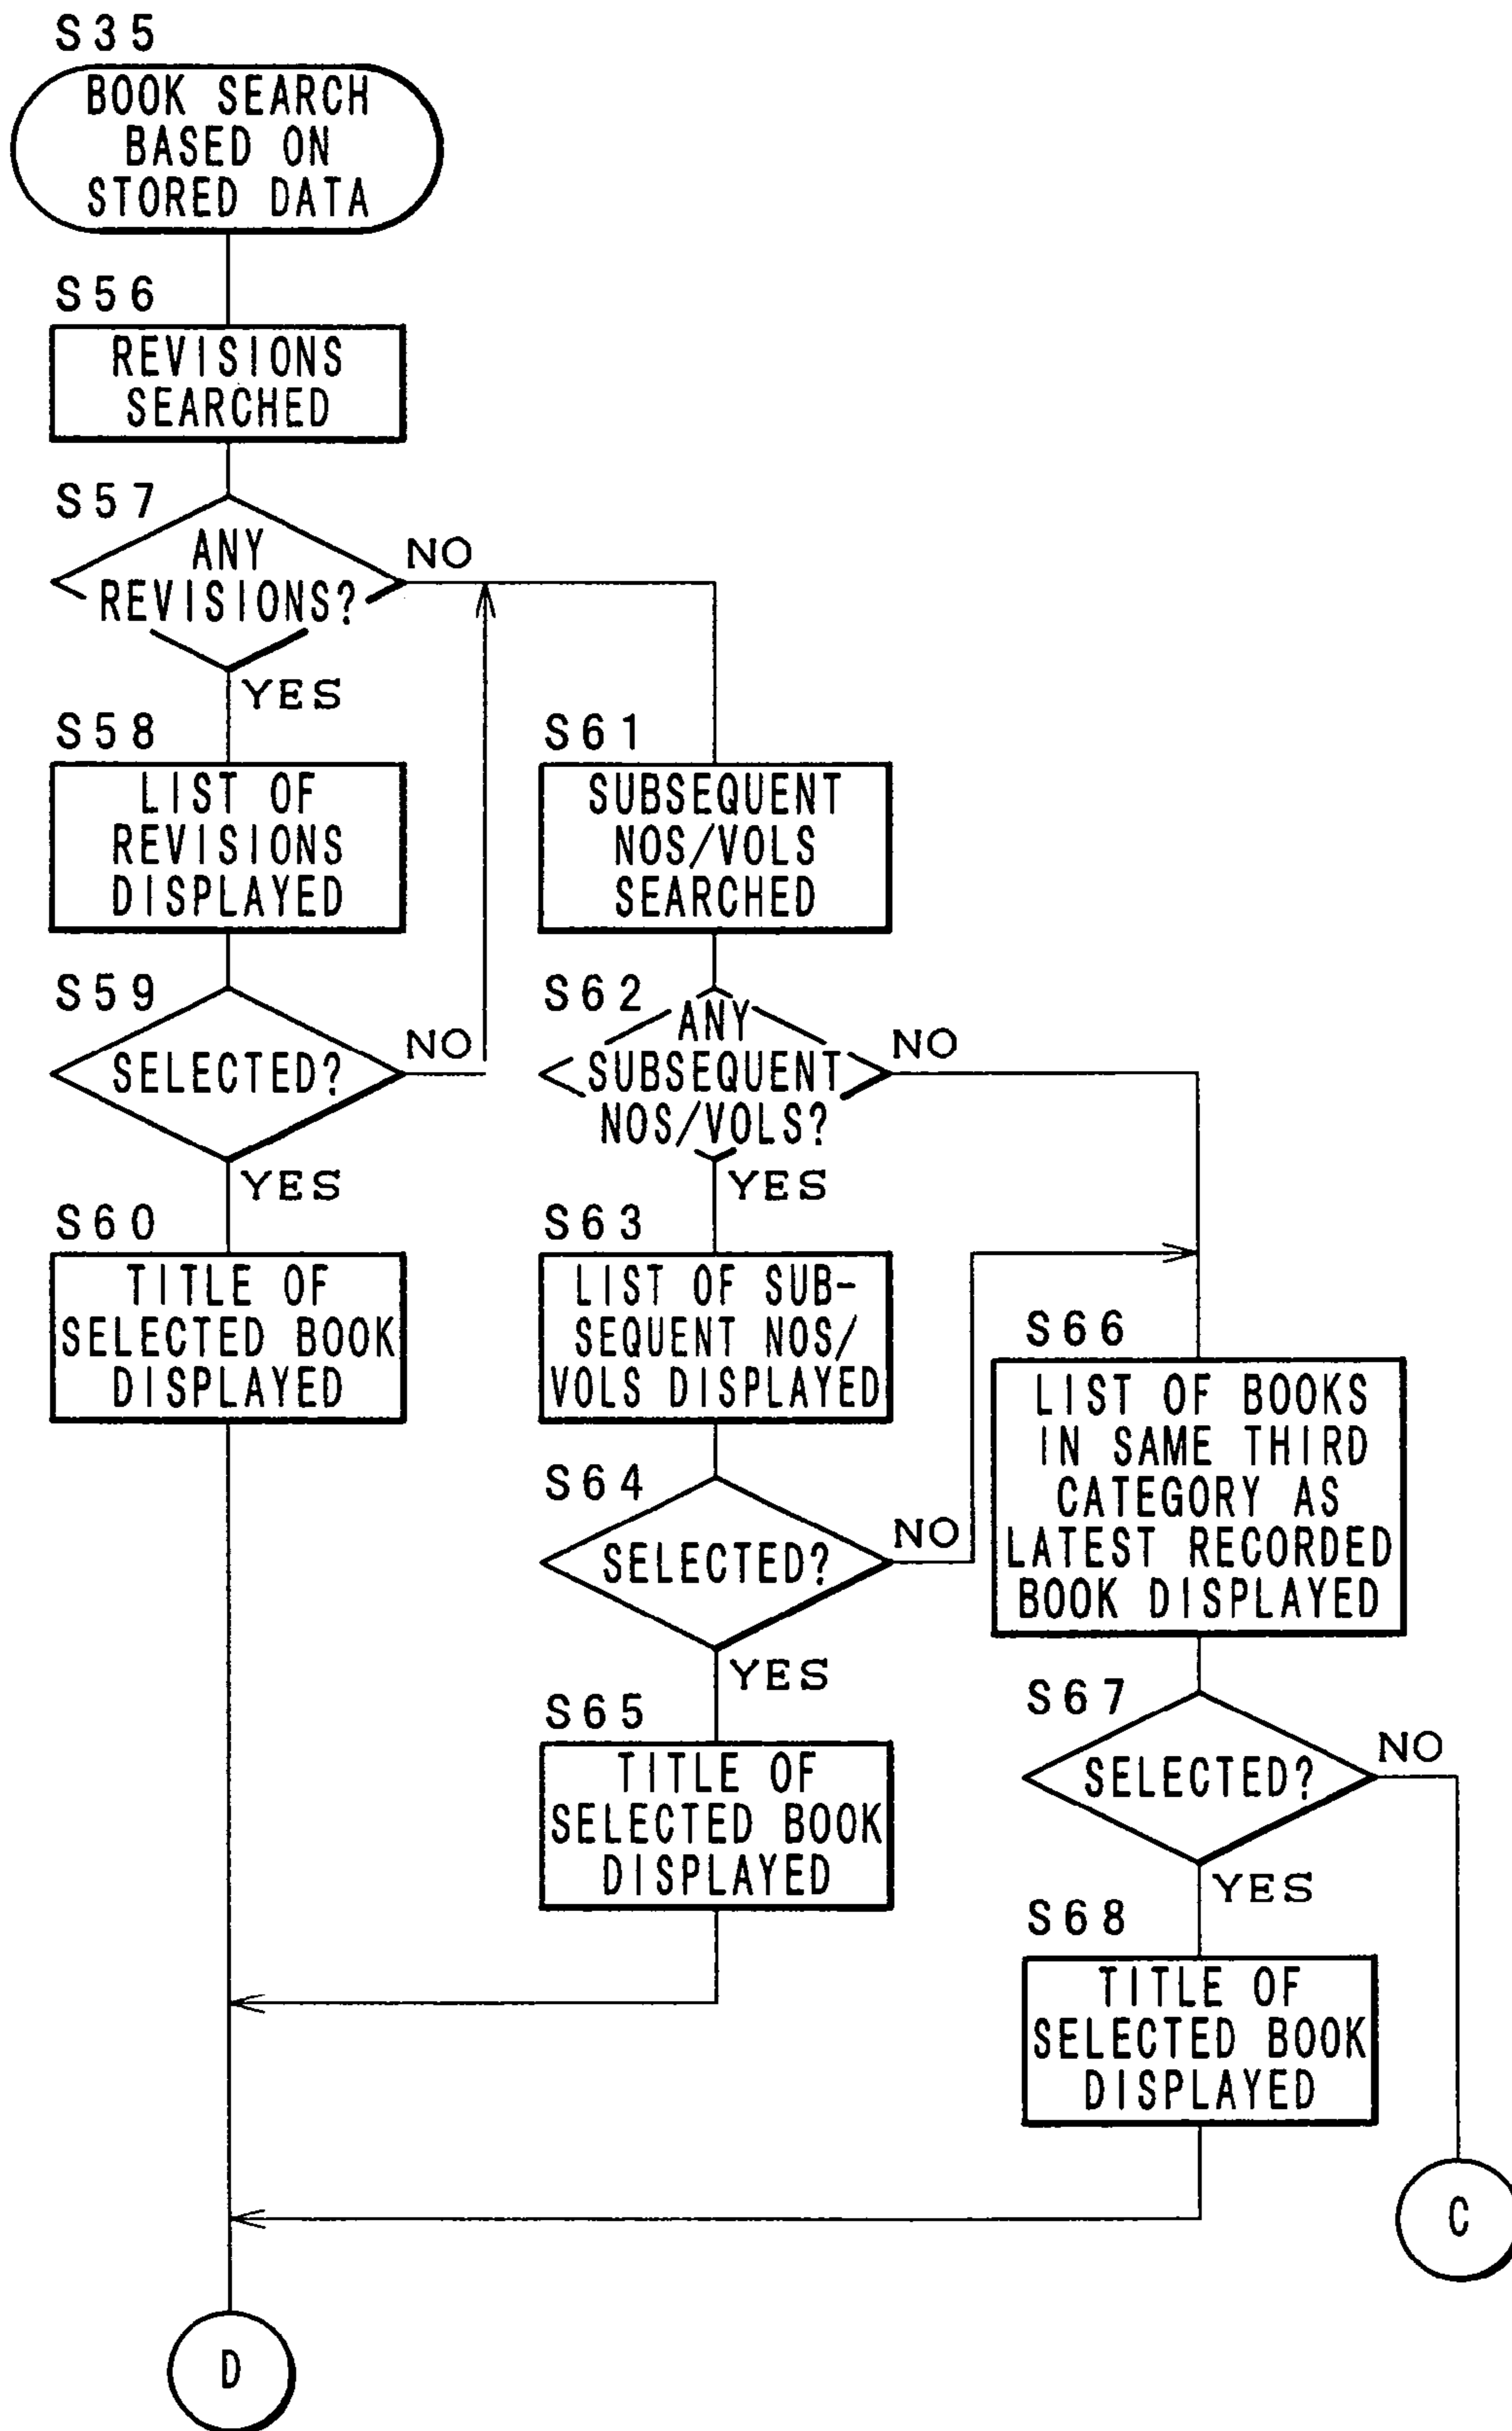 S35
BOOK SEARCH
BASED ON
STORED DATA
S56
REVISIONS
SEARCHED
S57
ANY
REVISIONS?
NO
YES
S58
LIST OF
REVISIONS
DISPLAYED
S59
SELECTED?
NO
YES
S60
TITLE OF
SELECTED BOOK
DISPLAYED
S61
SUBSEQUENT
NOS/VOLS
SEARCHED
S62
ANY
SUBSEQUENT
NOS/VOLS?
NO
YES
S63
LIST OF SUB-
SEQUENT NOS/
VOLS DISPLAYED
S64
SELECTED?
NO
YES
S65
TITLE OF
SELECTED BOOK
DISPLAYED
S66
LIST OF BOOKS
IN SAME THIRD
CATEGORY AS
LATEST RECORDED
BOOK DISPLAYED
S67
SELECTED?
NO
YES
S68
TITLE OF
SELECTED BOOK
DISPLAYED
C
D